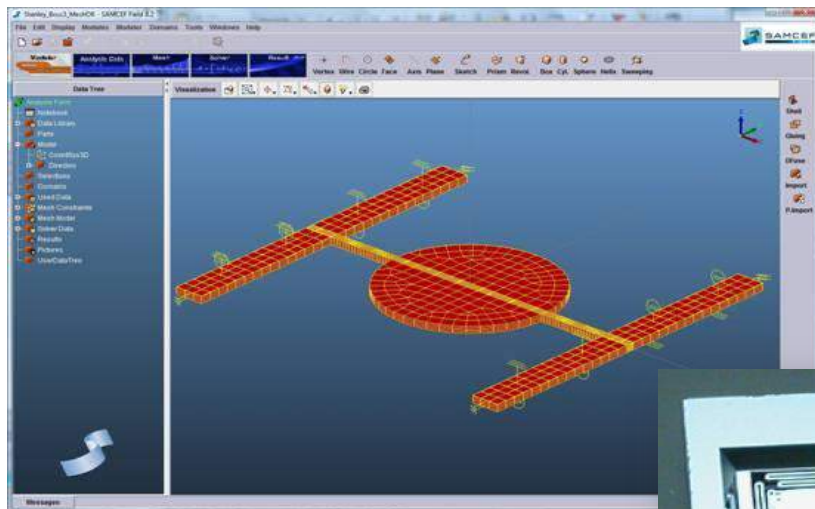 Stanley_Boss3_MeshOK - SAMCEF Field 8.2
File Edit Display Modules Modeler Domains Tools Windows Help
SAMCEF
Modeler Analysis Data Mesh Solver Result
Vertex Wire Circle Face Axis Plane Sketch Prism Revol. Box Cyl. Sphere Helix Sweeping
Data Tree
Visualization
Analysis Field
Notebook
Data Library
Parts
Model
CoordSys3D
Direction
Selections
Domains
Used Data
Mesh Constraints
Mesh Model
Solver Data
Results
Pictures
UserDataTree
Shell
Gluing
DFuse
Import
P.Import
Messages